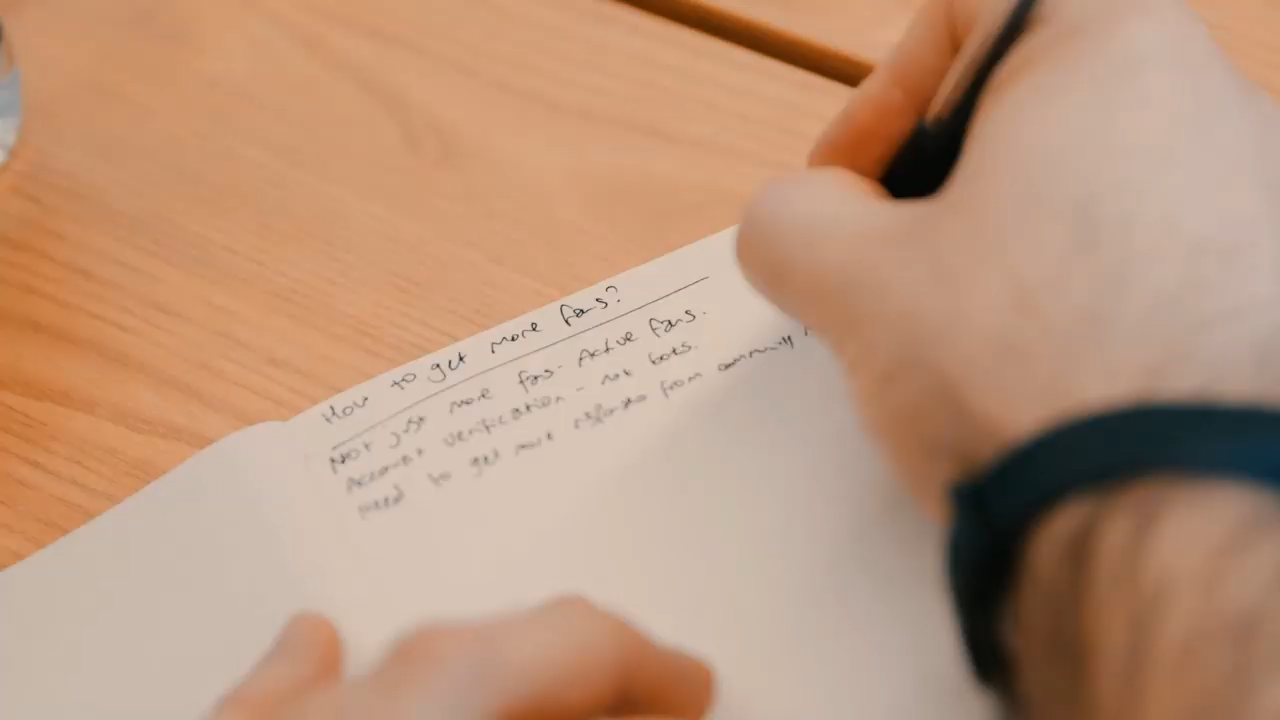 How to get more fans?
Not just more fans. Active fans.
Account verification - not bots.
need to get more from community